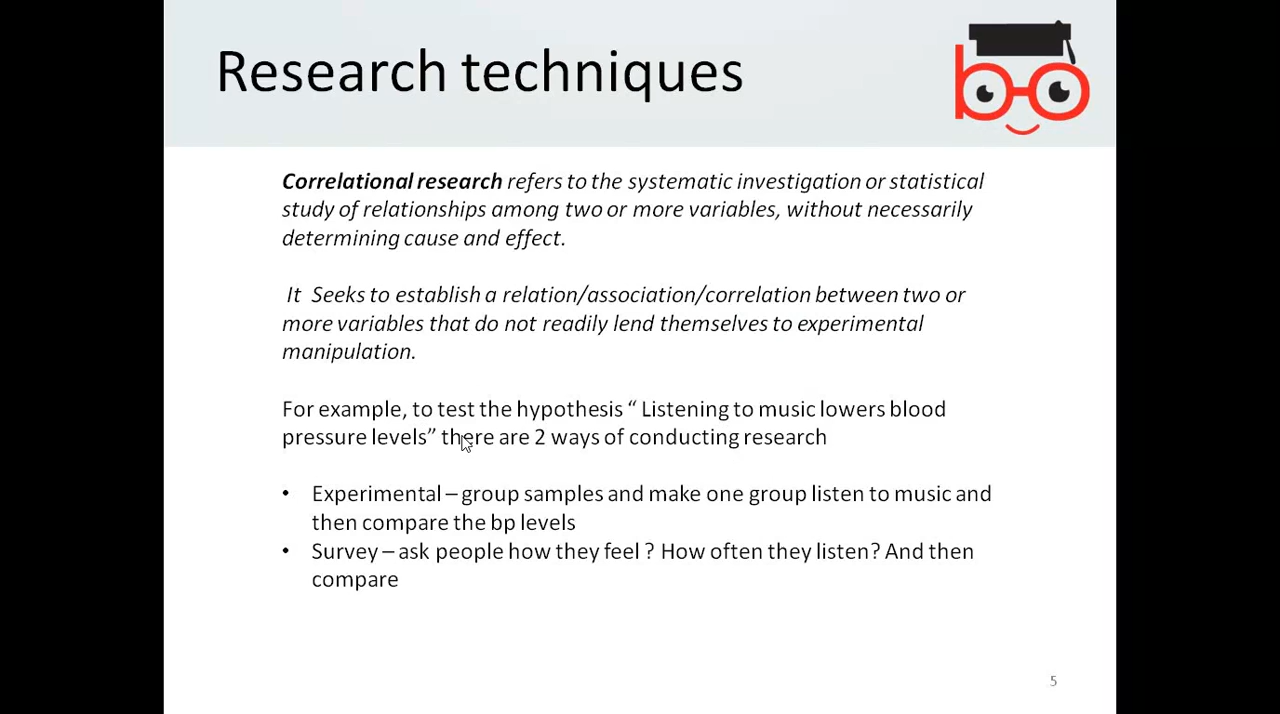 Research techniques
Correlational research refers to the systematic investigation or statistical
study of relationships among two or more variables, without necessarily
determining cause and effect.
It Seeks to establish a relation/association/correlation between two or
more variables that do not readily lend themselves to experimental
manipulation.
For example, to test the hypothesis “ Listening to music lowers blood
pressure levels” there are 2 ways of conducting research
• Experimental – group samples and make one group listen to music and
then compare the bp levels
• Survey – ask people how they feel ? How often they listen? And then
compare
5